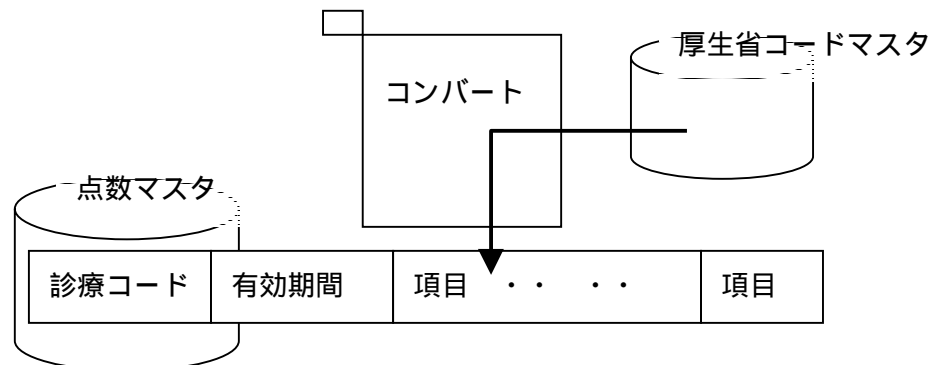 厚生省コードマスタ
コンバート
点数マスタ
診療コード 有効期間 項目 ・・ ・・ 項目